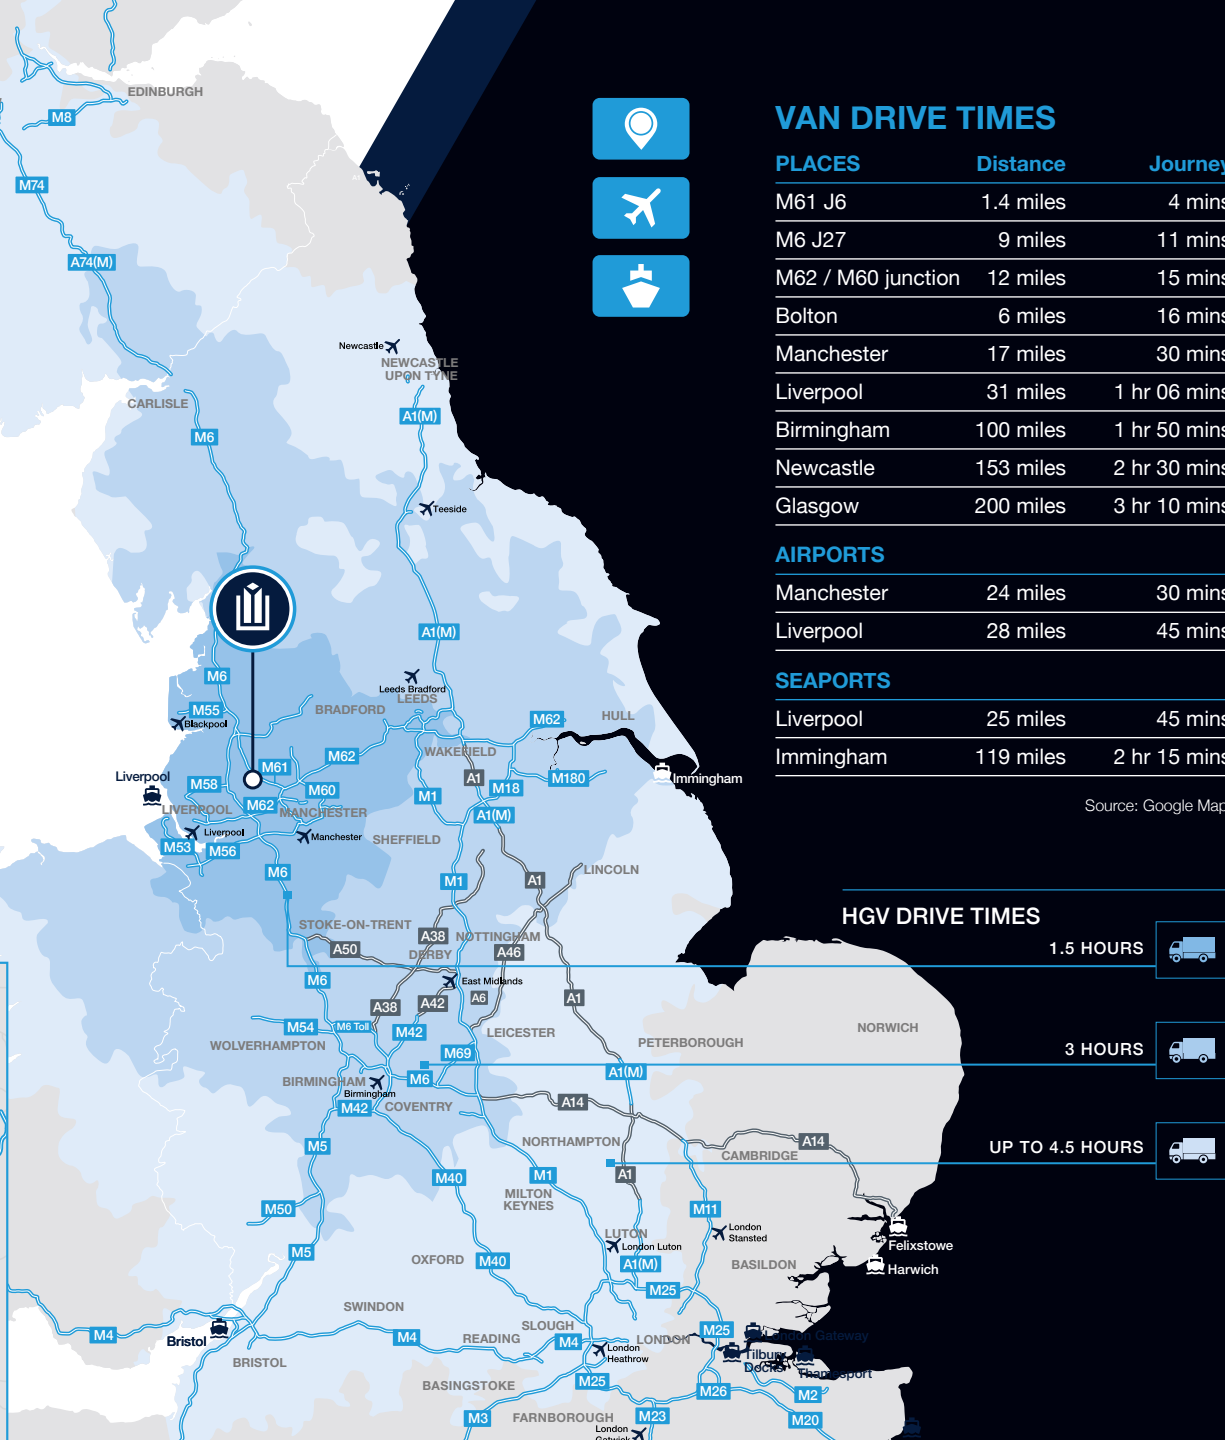 EDINBURGH
M8
M74
A1
A74(M)
Newcastle
NEWCASTLE
UPON TYNE
CARLISLE
A1(M)
M6
Teeside
A1(M)
M6
Leeds Bradford
LEEDS
BRADFORD
M55
Blackpool
M62
HULL
WAKEFIELD
M62
M61
Liverpool
M58
M60
A1
M18
M180
Immingham
M62
M1
LIVERPOOL
MANCHESTER
A1(M)
Liverpool
Manchester
SHEFFIELD
M53
M56
M6
M1
A1
LINCOLN
STOKE-ON-TRENT
A50
A38
NOTTINGHAM
DERBY
A46
M6
East Midlands
A38
A42
A6
A1
M54
M6 Toll
M42
LEICESTER
WOLVERHAMPTON
M69
PETERBOROUGH
NORWICH
BIRMINGHAM
Birmingham
M6
A1(M)
M42
COVENTRY
A14
M5
NORTHAMPTON
A14
CAMBRIDGE
M40
M1
A1
MILTON
KEYNES
M50
M11
M5
LUTON
London
Stansted
London Luton
Felixstowe
OXFORD
M40
A1(M)
BASILDON
Harwich
M25
SWINDON
M4
Bristol
M4
READING
SLOUGH
M4
LONDON
M25
London Gateway
London
Heathrow
Tilbury
Docks
Thamesport
BRISTOL
BASINGSTOKE
M25
M26
M2
M3
FARNBOROUGH
M23
M20
London
Gatwick
VAN DRIVE TIMES
PLACES Distance Journey
M61 J6 1.4 miles 4 mins
M6 J27 9 miles 11 mins
M62 / M60 junction 12 miles 15 mins
Bolton 6 miles 16 mins
Manchester 17 miles 30 mins
Liverpool 31 miles 1 hr 06 mins
Birmingham 100 miles 1 hr 50 mins
Newcastle 153 miles 2 hr 30 mins
Glasgow 200 miles 3 hr 10 mins
AIRPORTS
Manchester 24 miles 30 mins
Liverpool 28 miles 45 mins
SEAPORTS
Liverpool 25 miles 45 mins
Immingham 119 miles 2 hr 15 mins
Source: Google Map
HGV DRIVE TIMES
1.5 HOURS
3 HOURS
UP TO 4.5 HOURS